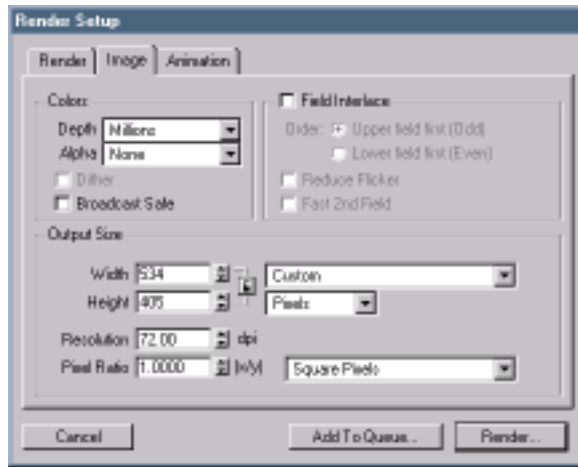 Render Setup
Render Image Animation
Colors
Depth Millions
Alpha None
Dither
Broadcast Safe
Field Interlace
Order: Upper field first (Odd)
Lower field first (Even)
Reduce Flicker
Fast 2nd Field
Output Size
Width 534 Custom
Height 405 Pixels
Resolution 72.00 dpi
Pixel Ratio 1.0000 [x/y] Square Pixels
Cancel Add To Queue... Render...